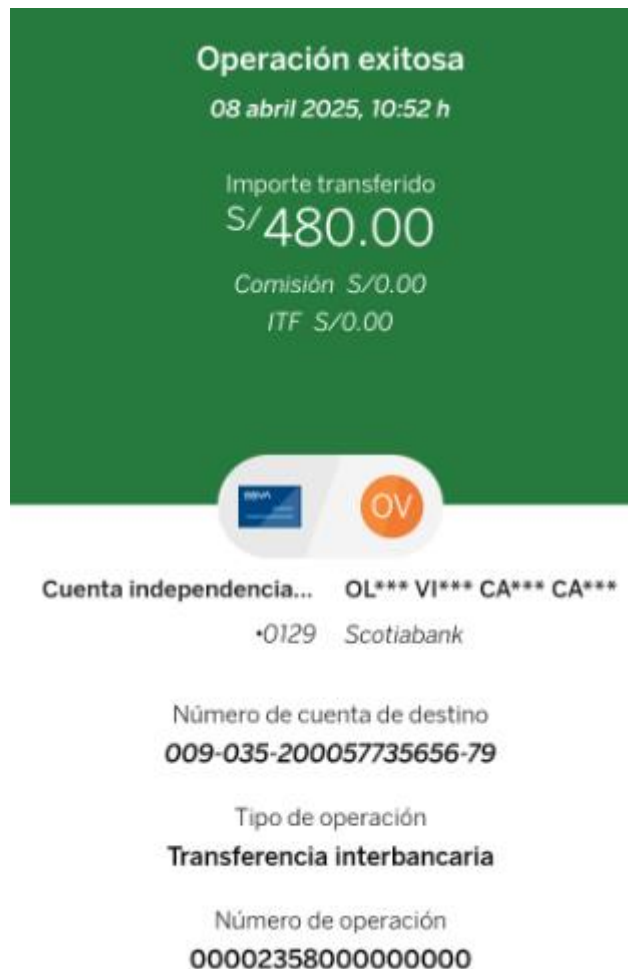 Operación exitosa
08 abril 2025, 10:52 h
Importe transferido
S/480.00
Comisión S/0.00
ITF S/0.00
BBVA
OV
Cuenta independencia... OL*** VI*** CA*** CA***
•0129 Scotiabank
Número de cuenta de destino
009-035-200057735656-79
Tipo de operación
Transferencia interbancaria
Número de operación
00002358000000000